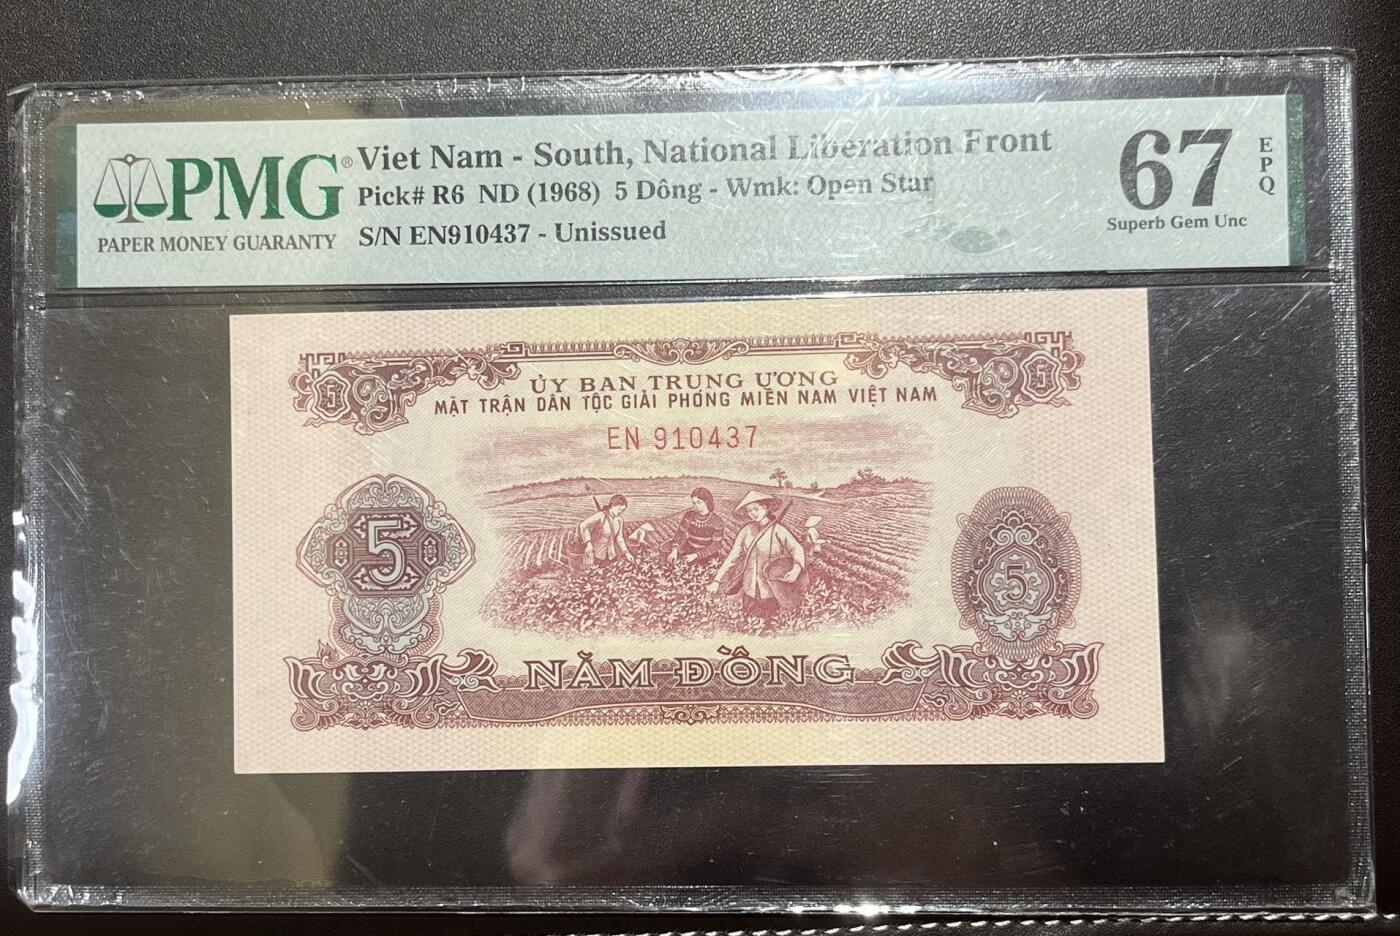 PMG®
PAPER MONEY GUARANTY
Viet Nam - South, National Liberation Front
Pick# R6 ND (1968) 5 Dông - Wmk: Open Star
S/N EN910437 - Unissued
67
EPQ
Superb Gem Unc
5
5
ỦY BAN TRUNG ƯƠNG
MẶT TRẬN DÂN TỘC GIẢI PHÓNG MIỀN NAM VIỆT NAM
EN 910437
5
5
NĂM ĐỒNG